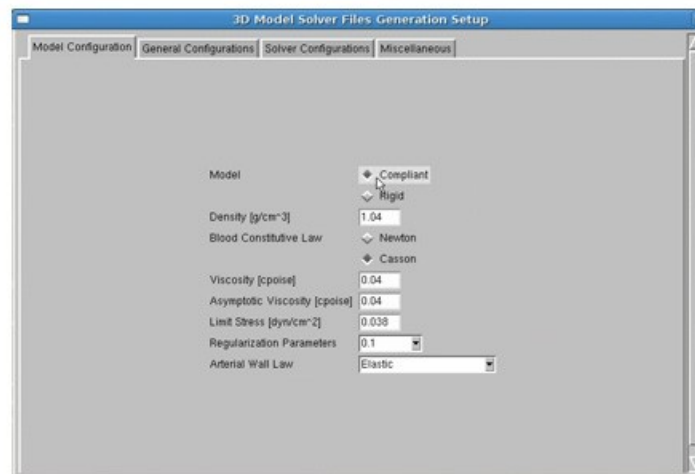 3D Model Solver Files Generation Setup
Model Configuration General Configurations Solver Configurations Miscellaneous
Model Compliant
Rigid
Density [g/cm^3] 1.04
Blood Constitutive Law Newton
Casson
Viscosity [cpoise] 0.04
Asymptotic Viscosity [cpoise] 0.04
Limit Stress [dyn/cm^2] 0.038
Regularization Parameters 0.1
Arterial Wall Law Elastic